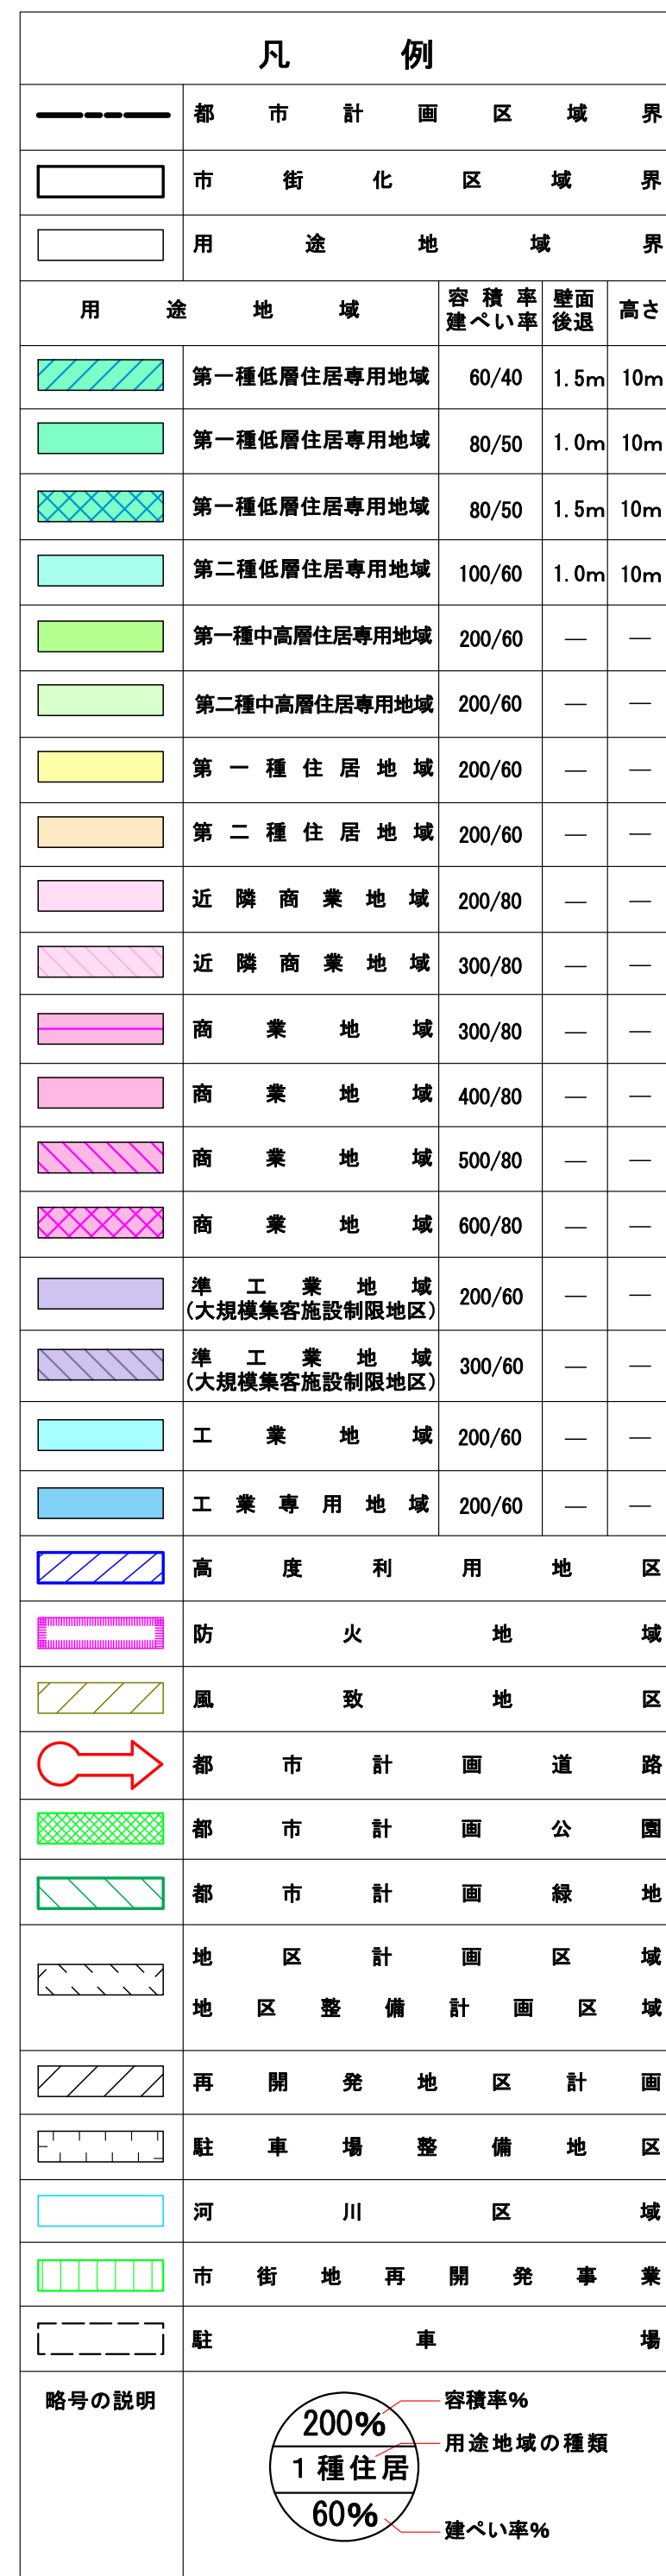 凡例
都市計画区域界
市街化区域界
用途地域界
用途地域 容積率 建ぺい率 壁面後退 高さ
第一種低層住居専用地域 60/40 1.5m 10m
第一種低層住居専用地域 80/50 1.0m 10m
第一種低層住居専用地域 80/50 1.5m 10m
第二種低層住居専用地域 100/60 1.0m 10m
第一種中高層住居専用地域 200/60 — —
第二種中高層住居専用地域 200/60 — —
第一種住居地域 200/60 — —
第二種住居地域 200/60 — —
近隣商業地域 200/80 — —
近隣商業地域 300/80 — —
商業地域 300/80 — —
商業地域 400/80 — —
商業地域 500/80 — —
商業地域 600/80 — —
準工業地域
(大規模集客施設制限地区) 200/60 — —
準工業地域
(大規模集客施設制限地区) 300/60 — —
工業地域 200/60 — —
工業専用地域 200/60 — —
高度利用地区
防火地域
風致地区
都市計画道路
都市計画公園
都市計画緑地
地区計画区域
地区整備計画区域
再開発地区計画
駐車場整備地区
河川区域
市街地再開発事業
駐車場
略号の説明
200% 容積率%
1種住居 用途地域の種類
60% 建ぺい率%